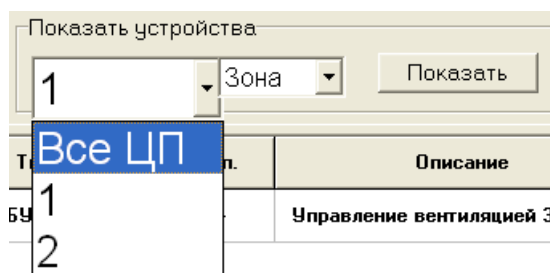 Показать устройства
1 Зона Показать
Все ЦП
Описание
1
Управление вентиляцией
2